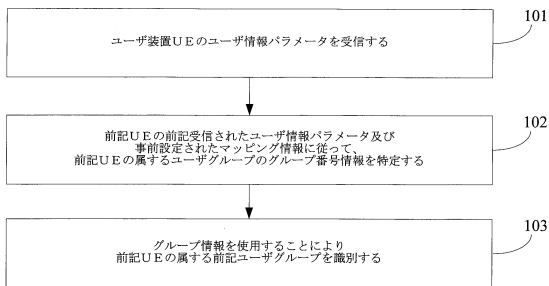 101
ユーザ装置UEのユーザ情報パラメータを受信する
102
前記UEの前記受信されたユーザ情報パラメータ及び
事前設定されたマッピング情報に従って、
前記UEの属するユーザグループのグループ番号情報を特定する
103
グループ情報を使用することにより
前記UEの属する前記ユーザグループを識別する